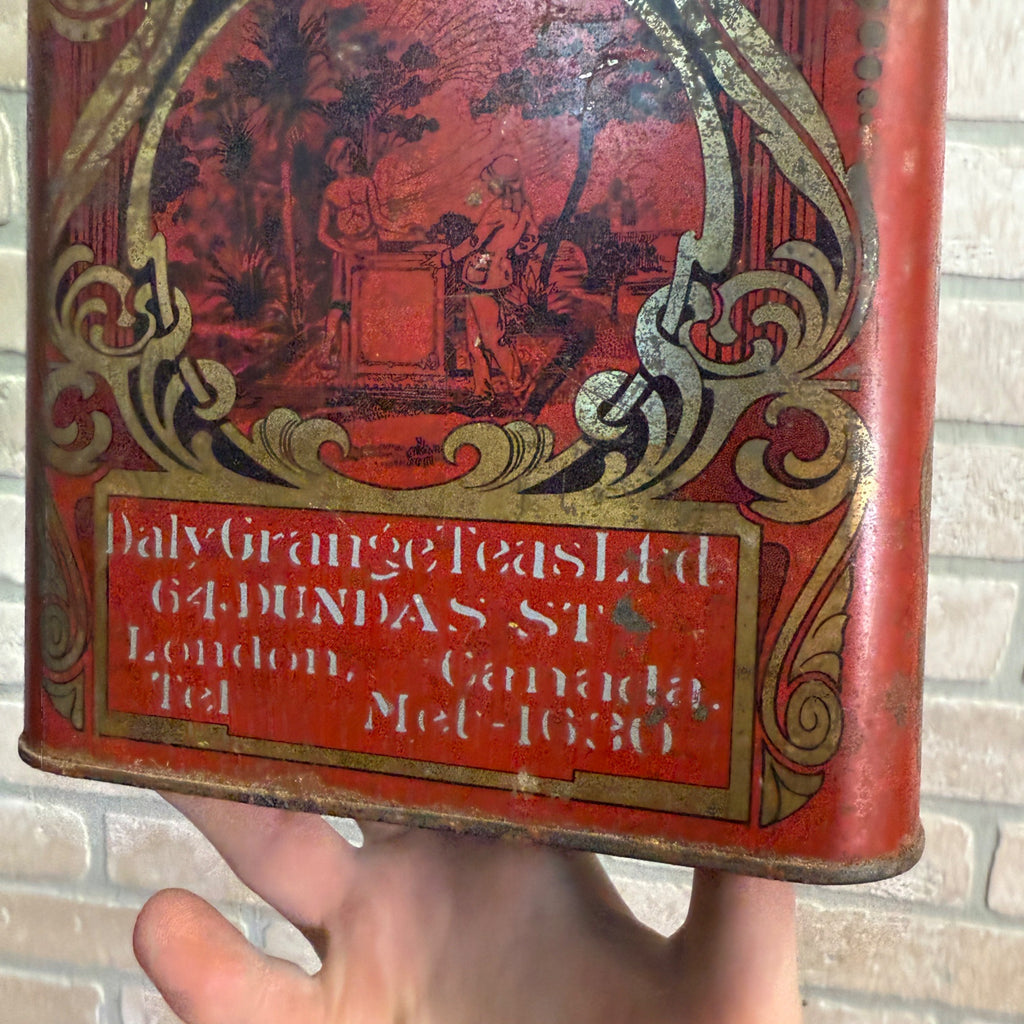 Daly Grange Teas Ltd.
64, DUNDAS ST
London, Canada.
Tel Met-1630